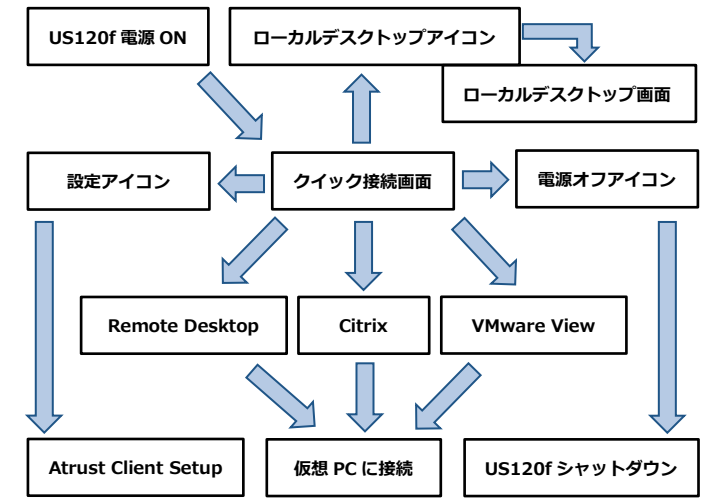 US120f 電源 ON
ローカルデスクトップアイコン
ローカルデスクトップ画面
設定アイコン
クイック接続画面
電源オフアイコン
Remote Desktop
Citrix
VMware View
Atrust Client Setup
仮想 PC に接続
US120f シャットダウン